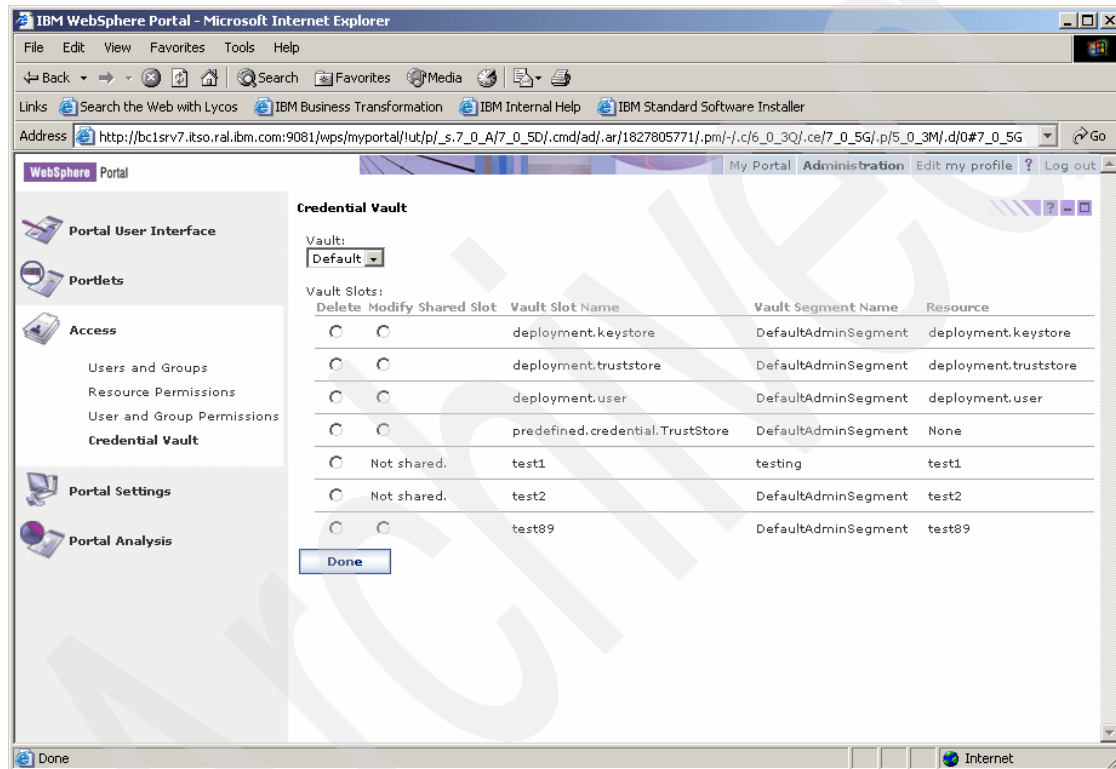 IBM WebSphere Portal - Microsoft Internet Explorer
File Edit View Favorites Tools Help
Back Search Favorites Media
Links Search the Web with Lycos IBM Business Transformation IBM Internal Help IBM Standard Software Installer
Address http://bc1srv7.itso.ral.ibm.com:9081/wps/myportal/!ut/p/_s.7_0_A/7_0_5D/.cmd/ad/.ar/1827805771/.pm/-/.c/6_0_3Q/.ce/7_0_5G/.p/5_0_3M/.d/0#7_0_5G Go
WebSphere Portal My Portal Administration Edit my profile ? Log out
Credential Vault ?
Portal User Interface
Vault:
Default
Portlets
Vault Slots:
Delete Modify Shared Slot Vault Slot Name Vault Segment Name Resource
Access
deployment.keystore DefaultAdminSegment deployment.keystore
Users and Groups
deployment.truststore DefaultAdminSegment deployment.truststore
Resource Permissions
deployment.user DefaultAdminSegment deployment.user
User and Group Permissions
predefined.credential.TrustStore DefaultAdminSegment None
Credential Vault
Not shared. test1 testing test1
Portal Settings
Not shared. test2 DefaultAdminSegment test2
test89 DefaultAdminSegment test89
Portal Analysis
Done
Done Internet